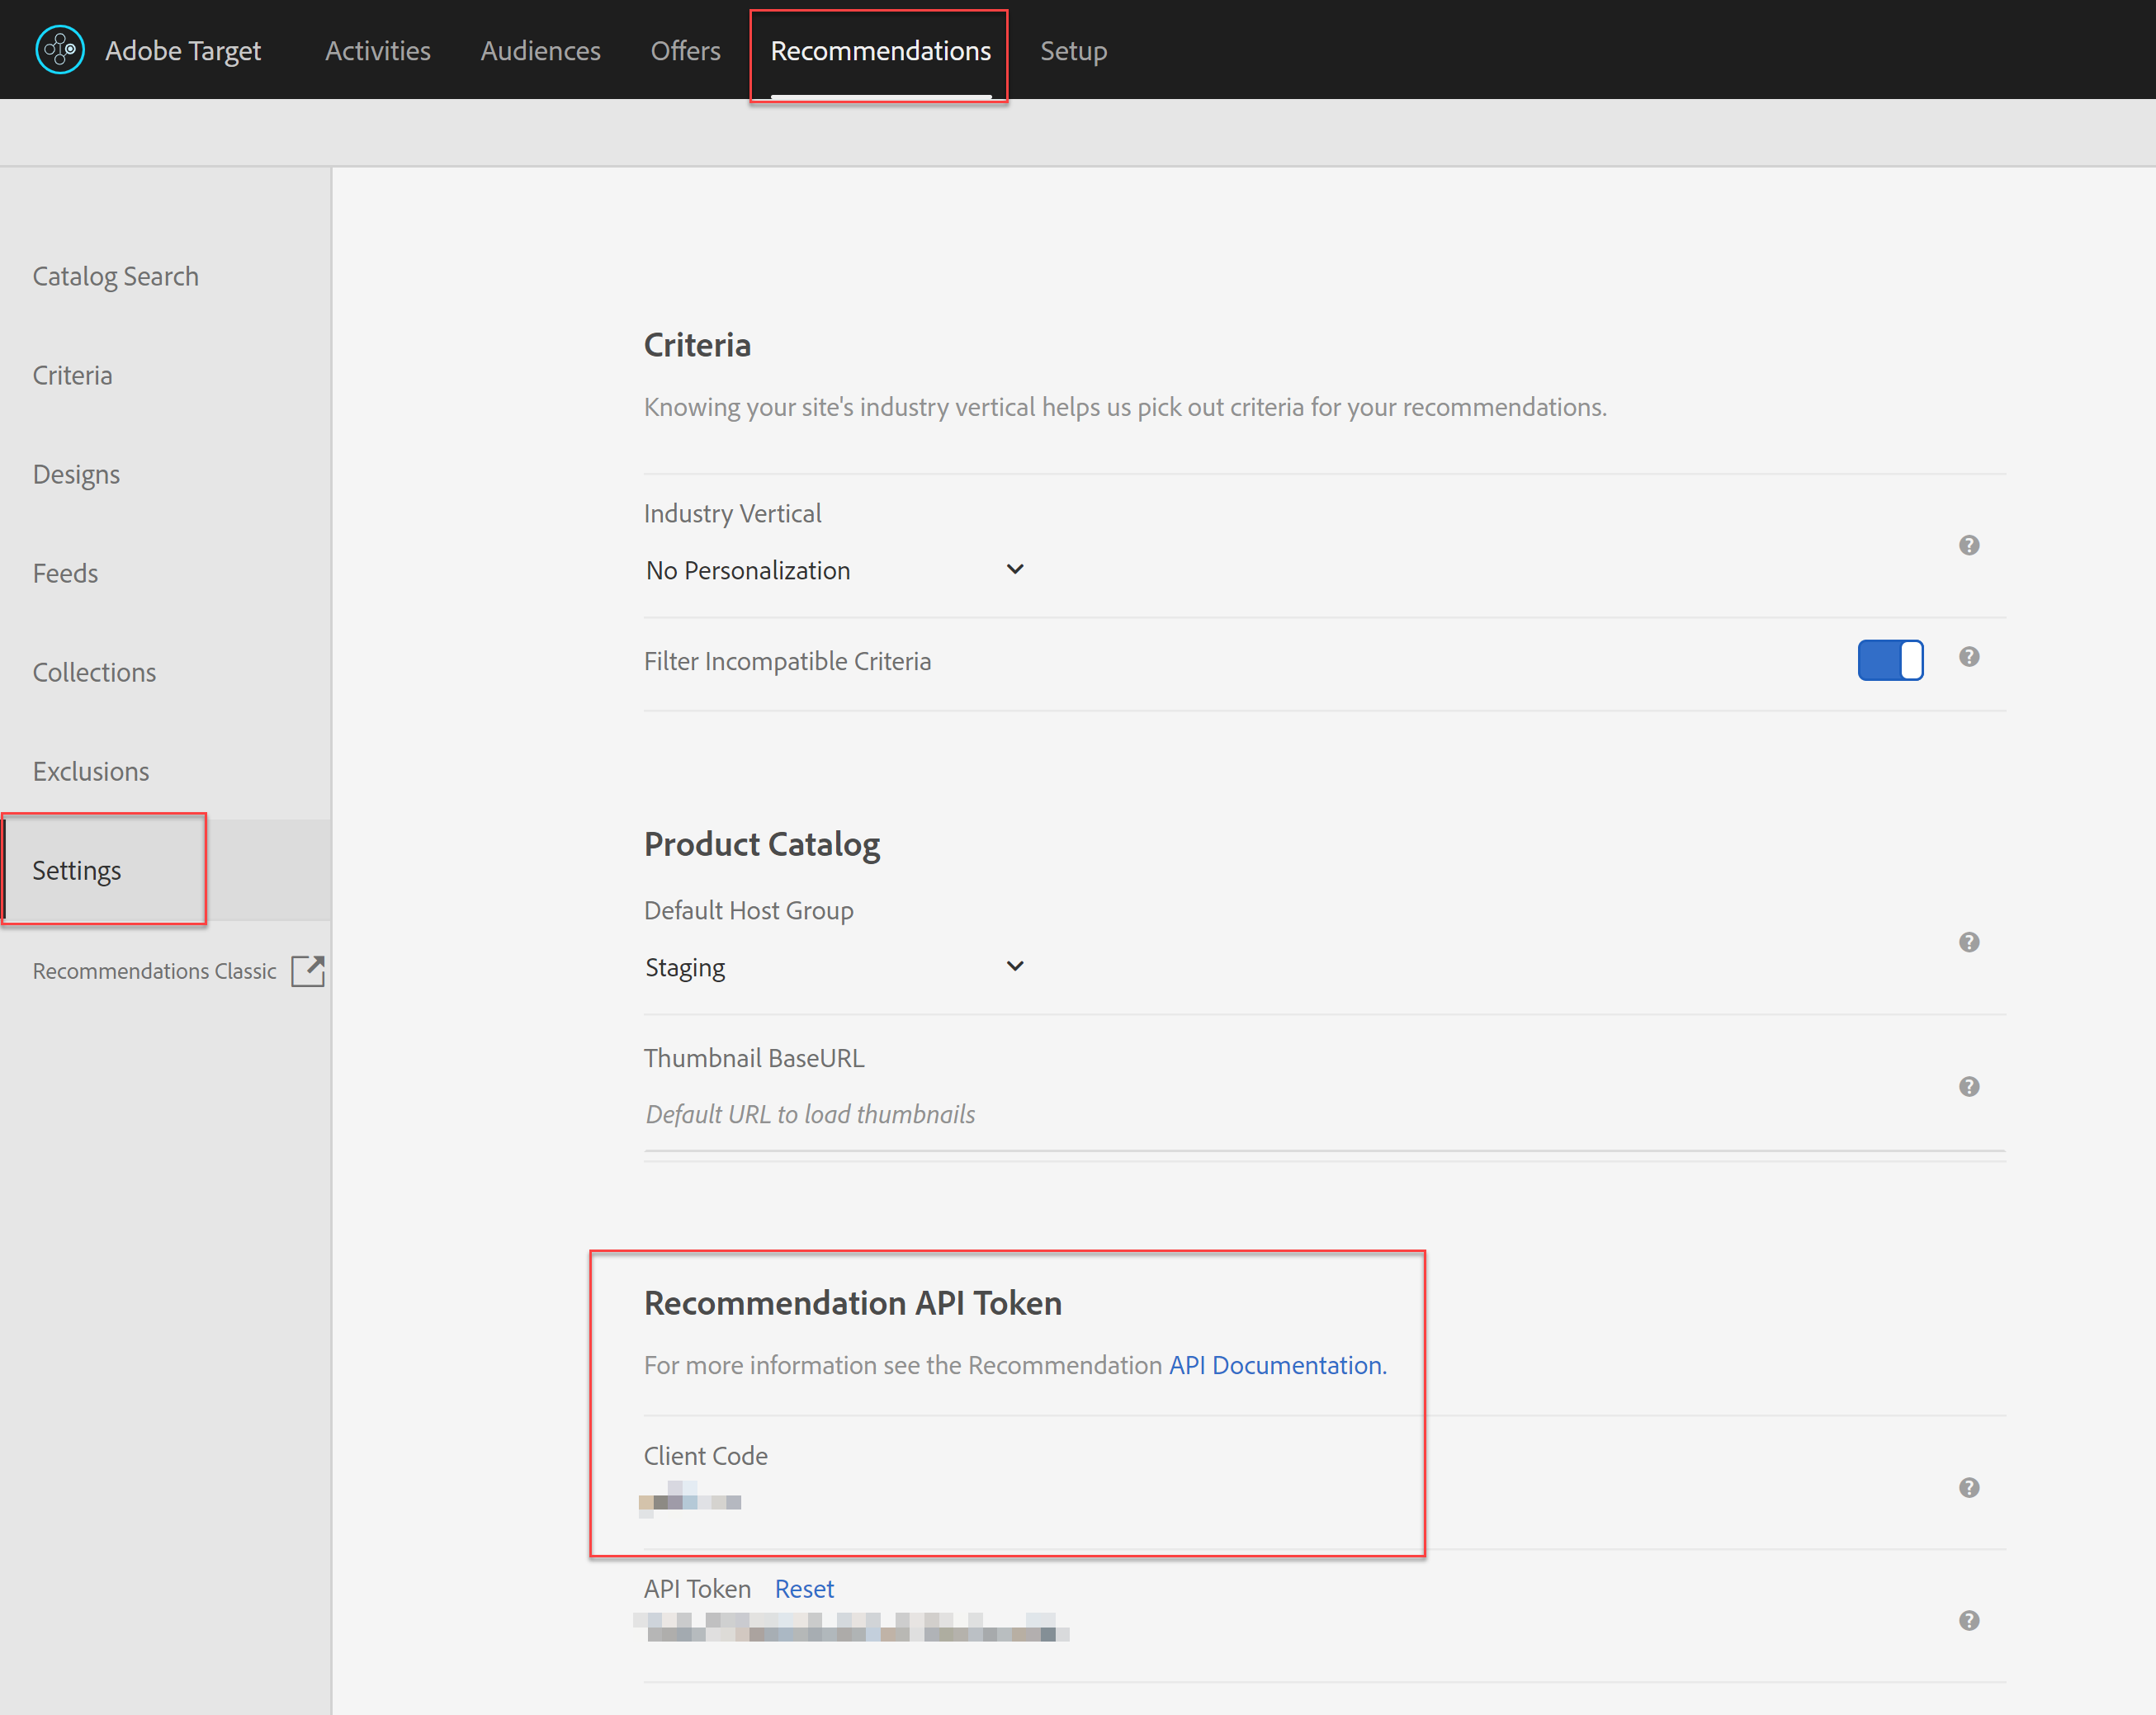 Adobe Target Activities Audiences Offers Recommendations Setup
Catalog Search
Criteria
Designs
Feeds
Collections
Exclusions
Settings
Recommendations Classic
Criteria
Knowing your site's industry vertical helps us pick out criteria for your recommendations.
Industry Vertical
No Personalization
Filter Incompatible Criteria
Product Catalog
Default Host Group
Staging
Thumbnail BaseURL
Default URL to load thumbnails
Recommendation API Token
For more information see the Recommendation API Documentation.
Client Code
API Token Reset